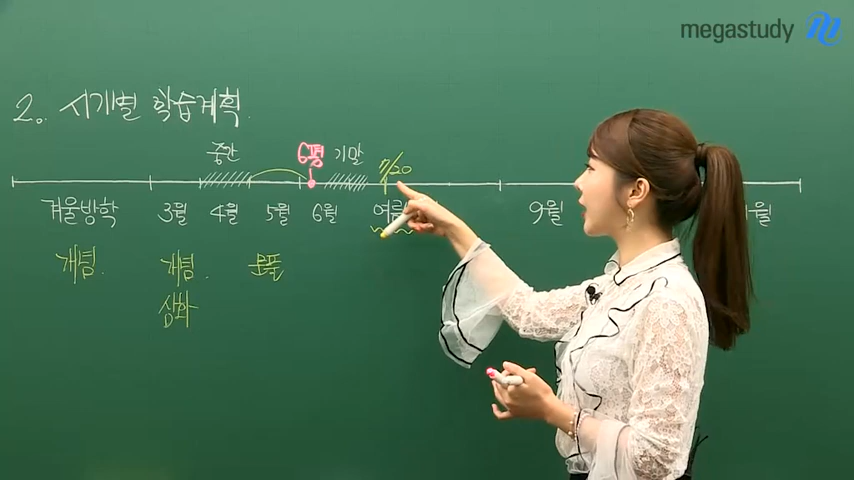 megastudy
2. 시기별 학습계획
중간 6평 기말 7/20
겨울방학 3월 4월 5월 6월 여름 9월 월
개념. 개념. 문풀
심화